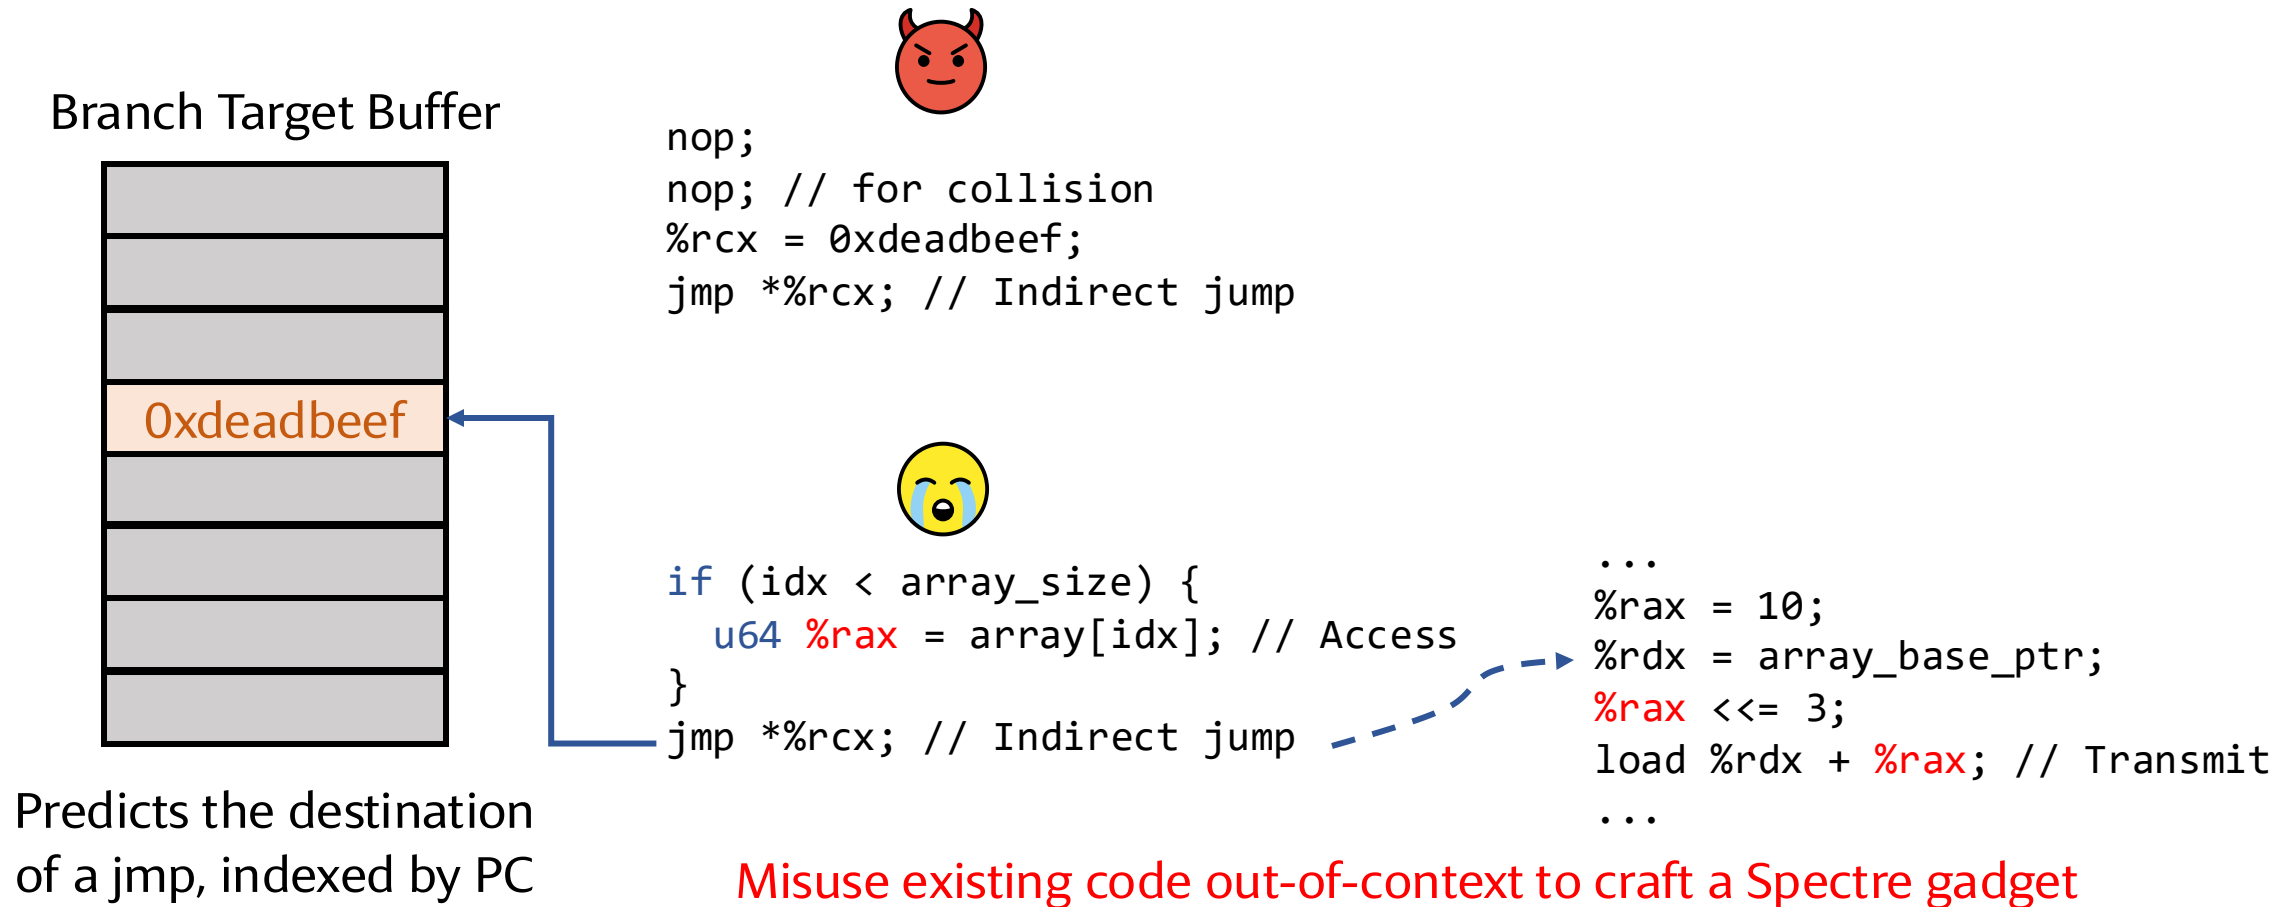 Branch Target Buffer
0xdeadbeef
Predicts the destination
of a jmp, indexed by PC
nop;
nop; // for collision
%rcx = 0xdeadbeef;
jmp *%rcx; // Indirect jump
if (idx < array_size) {
  u64 %rax = array[idx]; // Access
}
jmp *%rcx; // Indirect jump
...
%rax = 10;
%rdx = array_base_ptr;
%rax <<= 3;
load %rdx + %rax; // Transmit
...
Misuse existing code out-of-context to craft a Spectre gadget